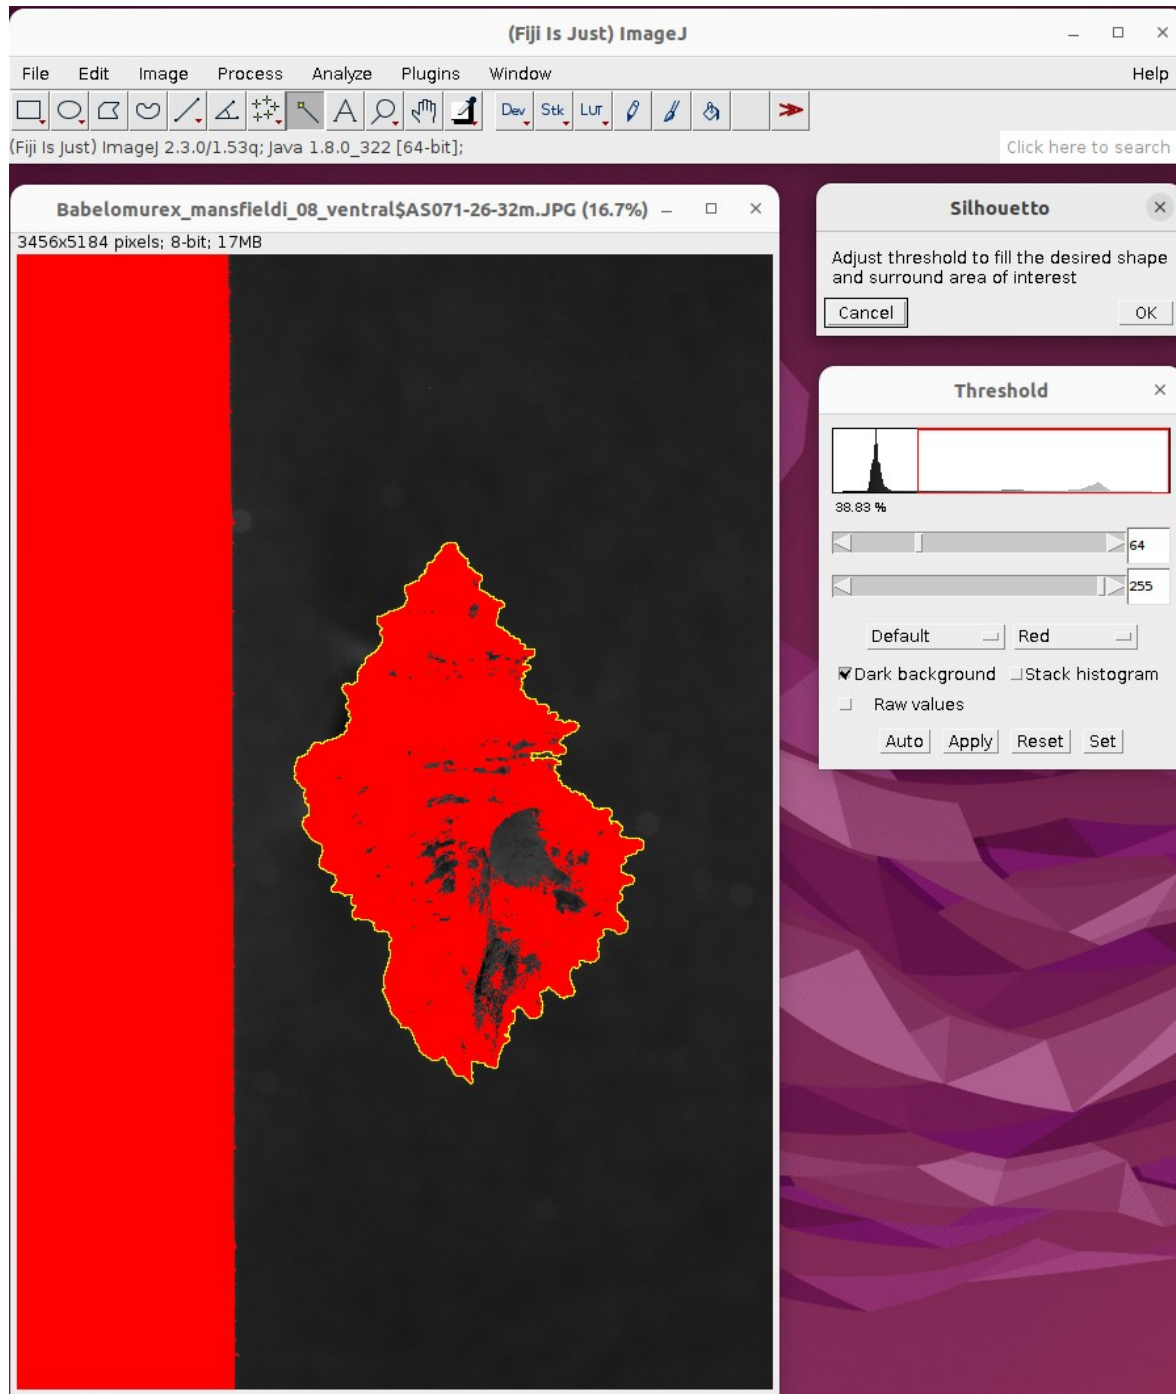 (Fiji Is Just) ImageJ
File Edit Image Process Analyze Plugins Window Help
Dev Stk LUT
(Fiji Is Just) ImageJ 2.3.0/1.53q; Java 1.8.0_322 [64-bit]; Click here to search
Babelomurex_mansfieldi_08_ventral$AS071-26-32m.JPG (16.7%)
3456x5184 pixels; 8-bit; 17MB
Silhouetto
Adjust threshold to fill the desired shape
and surround area of interest
Cancel OK
Threshold
38.83 %
64
255
Default Red
Dark background Stack histogram
Raw values
Auto Apply Reset Set